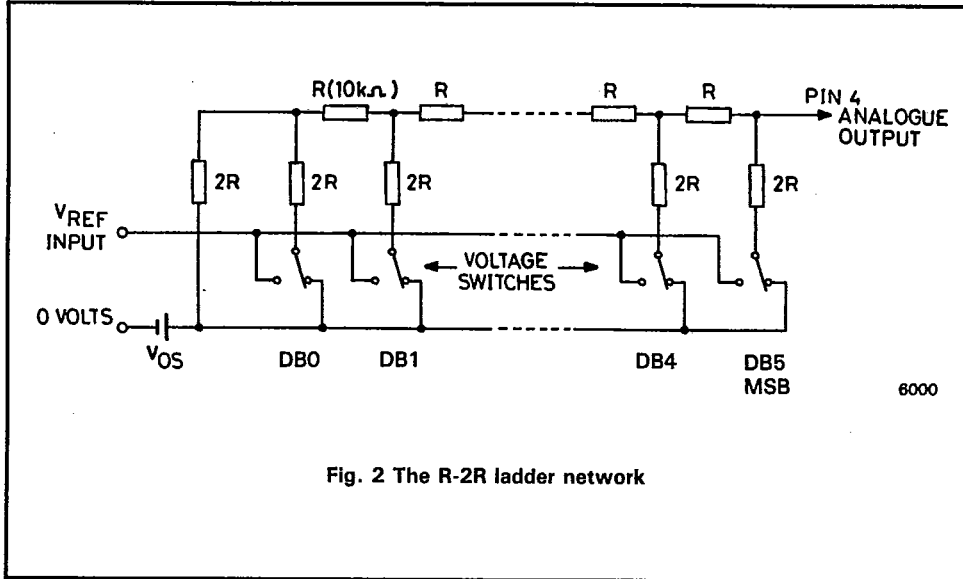 R(10kΩ)
R
R
R
PIN 4
ANALOGUE
OUTPUT
2R
2R
2R
2R
2R
VREF
INPUT
VOLTAGE
SWITCHES
0 VOLTS
VOS
DB0
DB1
DB4
DB5
MSB
6000
Fig. 2 The R-2R ladder network